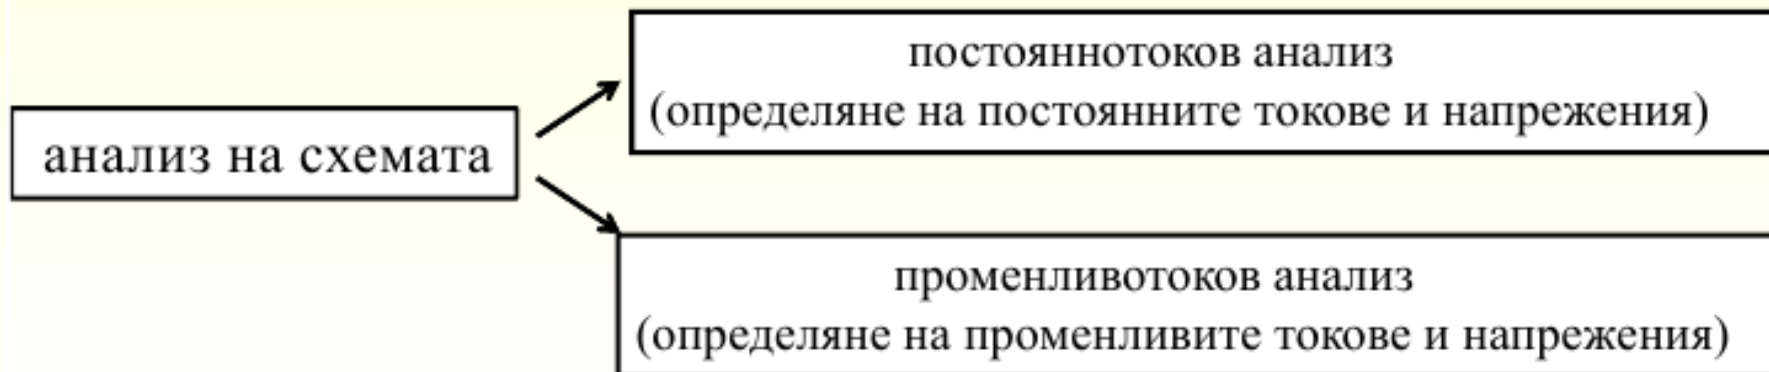 постояннотоков анализ
(определяне на постоянните токове и напрежения)
анализ на схемата
променливотоков анализ
(определяне на променливите токове и напрежения)